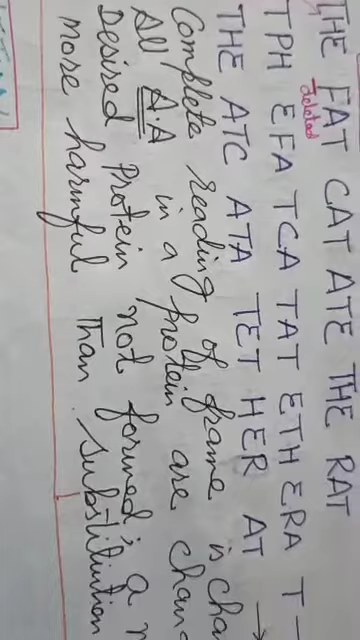 THE FAT CAT ATE THE RAT
deleted
TPH EFA TCA TAT ETH ERA T-
THE ATC ATA TET HER AT →
Complete reading of frame is cha
All A.A in a protein are chan
Desired Protein not formed is a m
more harmful than substitution